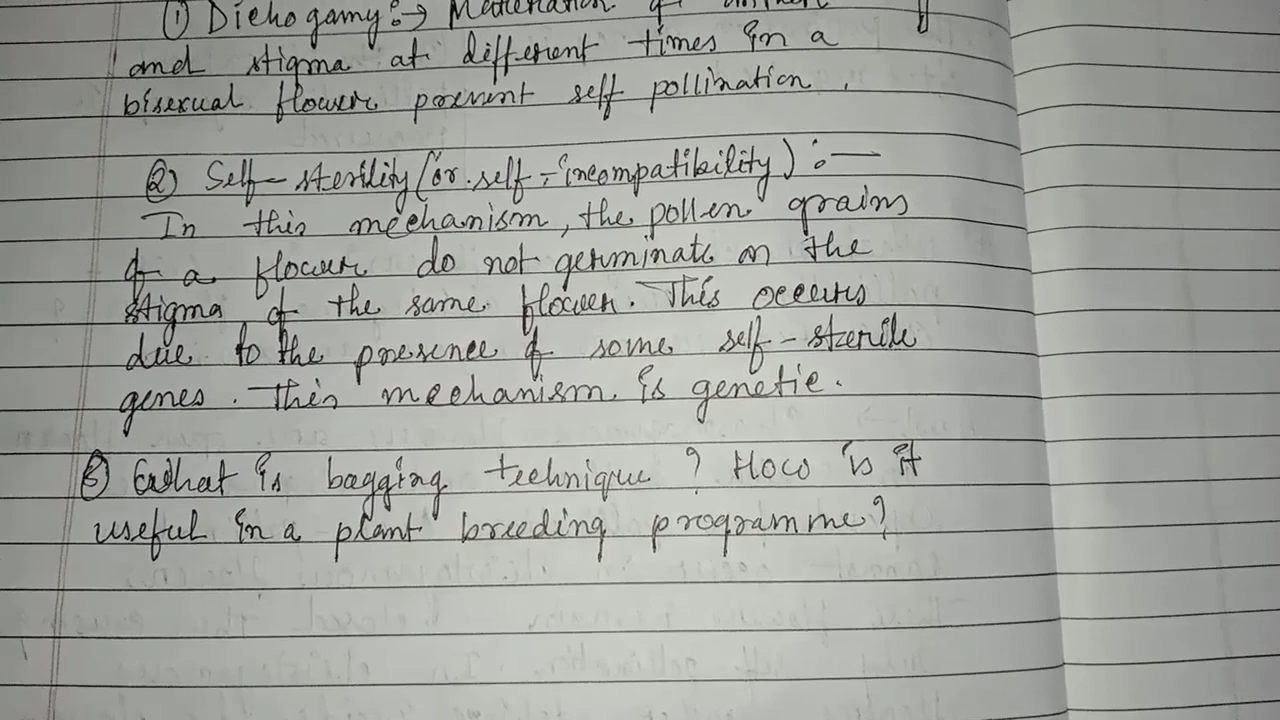 ① Dichogamy :→ Maturation of
and stigma at different times in a
bisexual flower prevent self pollination.
② Self-sterility (or self-incompatibility) :—
In this mechanism, the pollen grains
of a flower do not germinate on the
stigma of the same flower. This occurs
due to the presence of some self-sterile
genes. This mechanism is genetic.
What is bagging technique? How is it
useful in a plant breeding programme?